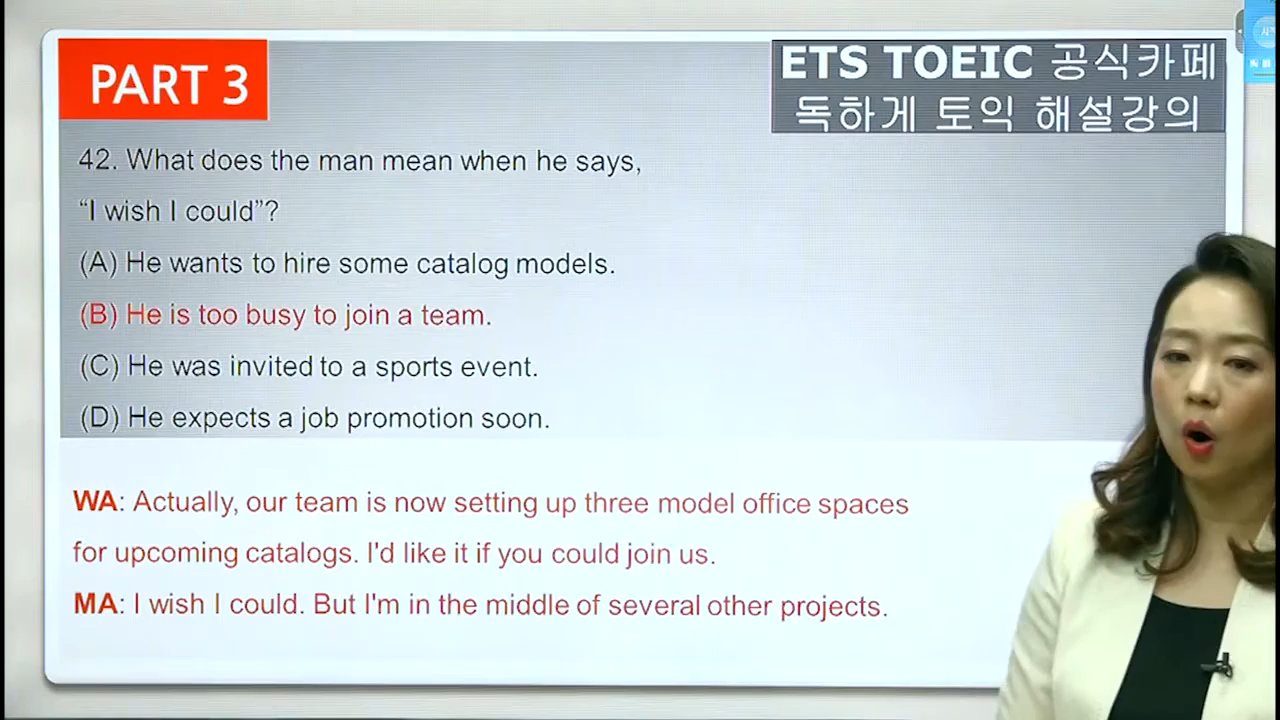 PART 3
ETS TOEIC 공식카페
독하게 토익 해설강의
42. What does the man mean when he says,
“I wish I could”?
(A) He wants to hire some catalog models.
(B) He is too busy to join a team.
(C) He was invited to a sports event.
(D) He expects a job promotion soon.
WA: Actually, our team is now setting up three model office spaces
for upcoming catalogs. I'd like it if you could join us.
MA: I wish I could. But I'm in the middle of several other projects.